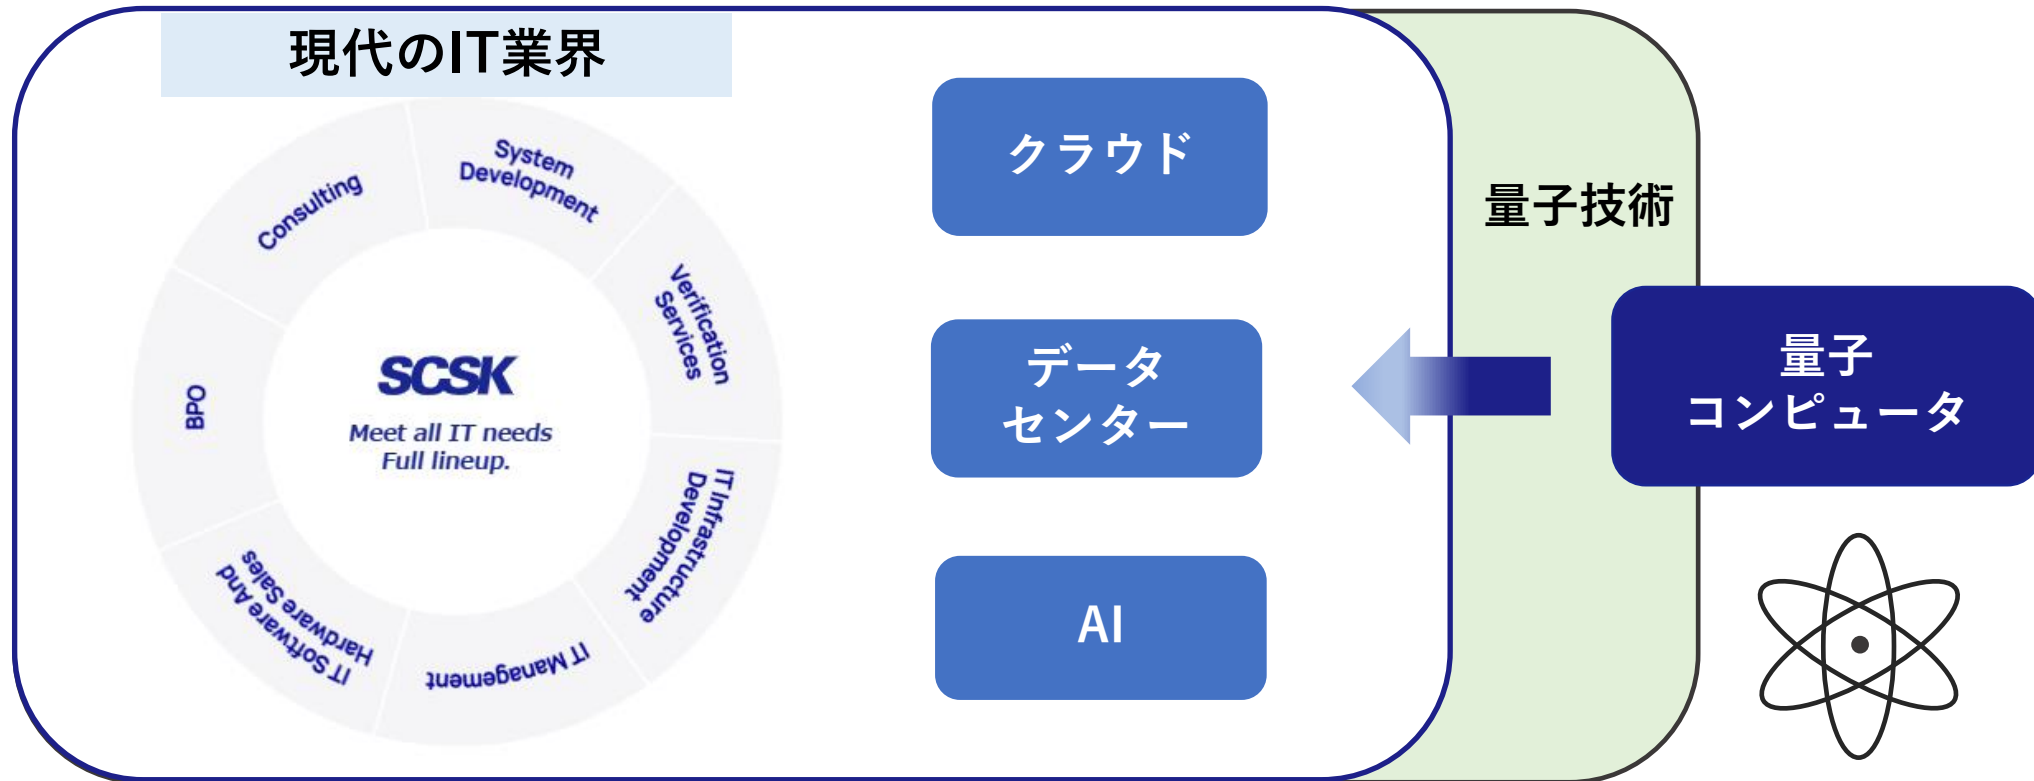 現代のIT業界
System
Development
Consulting
Verification
Services
BPO
SCSK
Meet all IT needs
Full lineup.
IT Infrastructure
Development
IT Software And
Hardware Sales
IT Management
クラウド
データ
センター
AI
量子技術
量子
コンピュータ